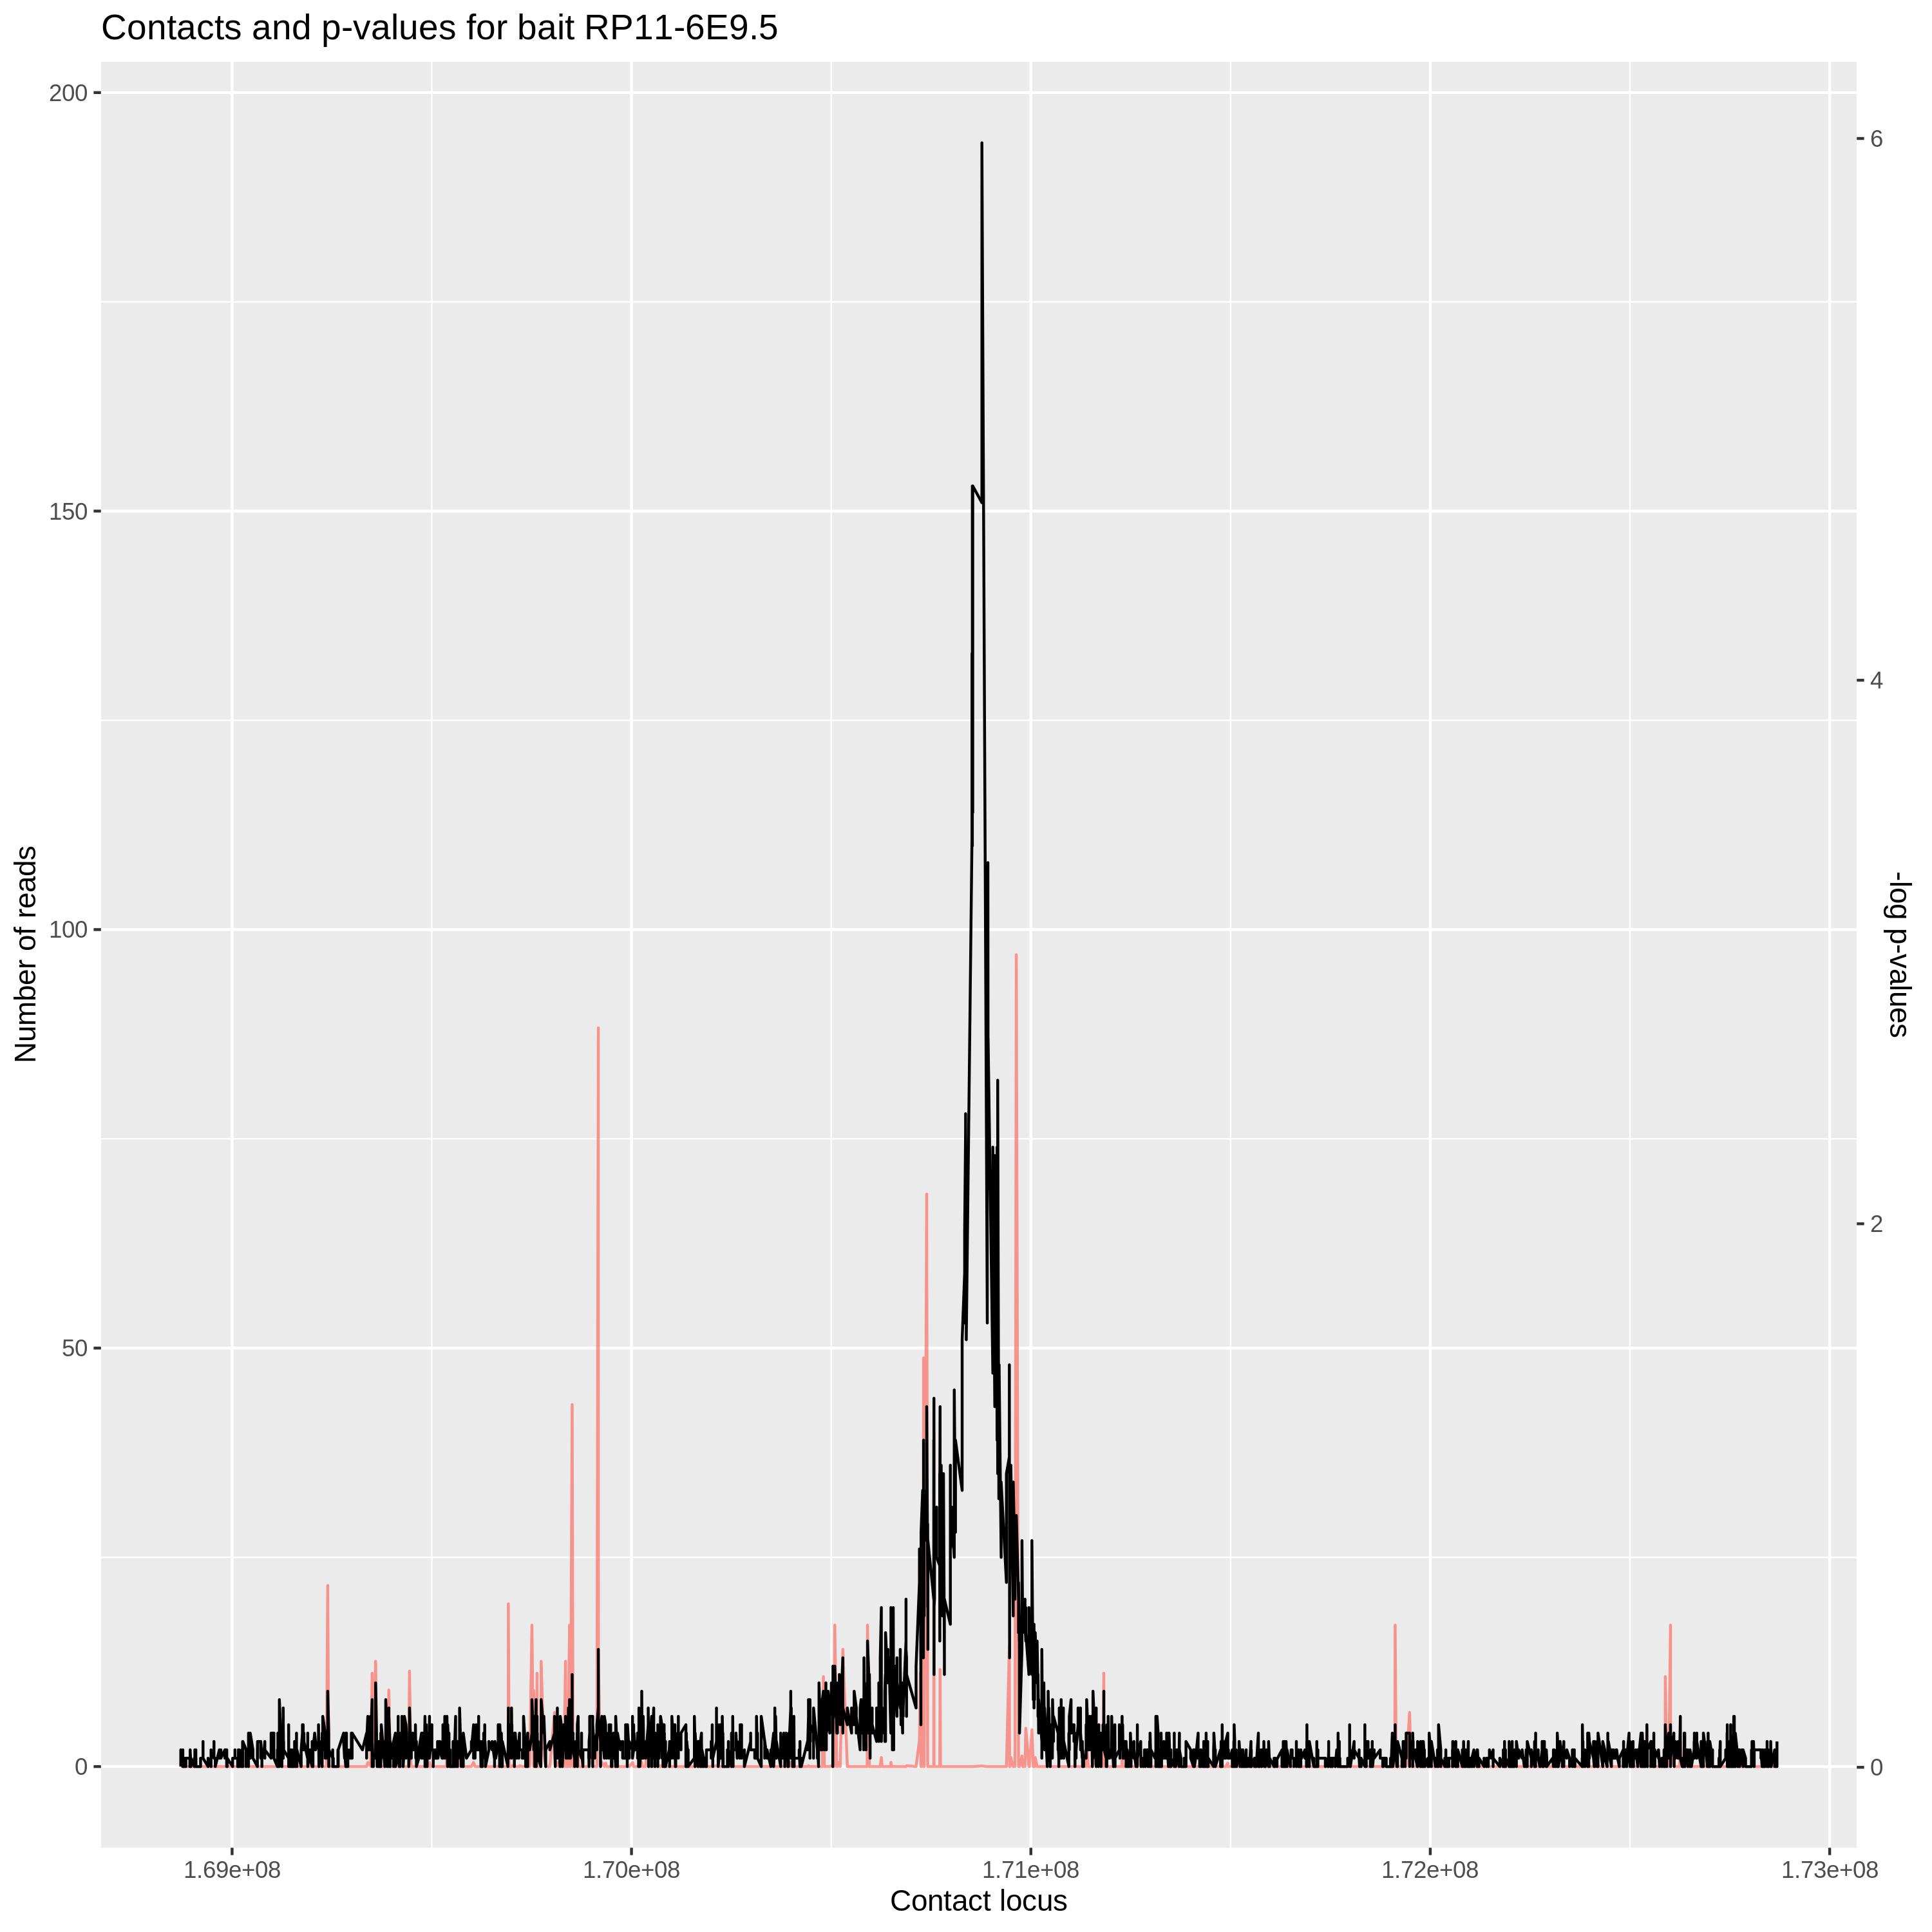 Contacts and p-values for bait RP11-6E9.5
200
150
100
50
0
Number of reads
6
4
2
0
-log p-values
1.69e+08
1.70e+08
1.71e+08
1.72e+08
1.73e+08
Contact locus